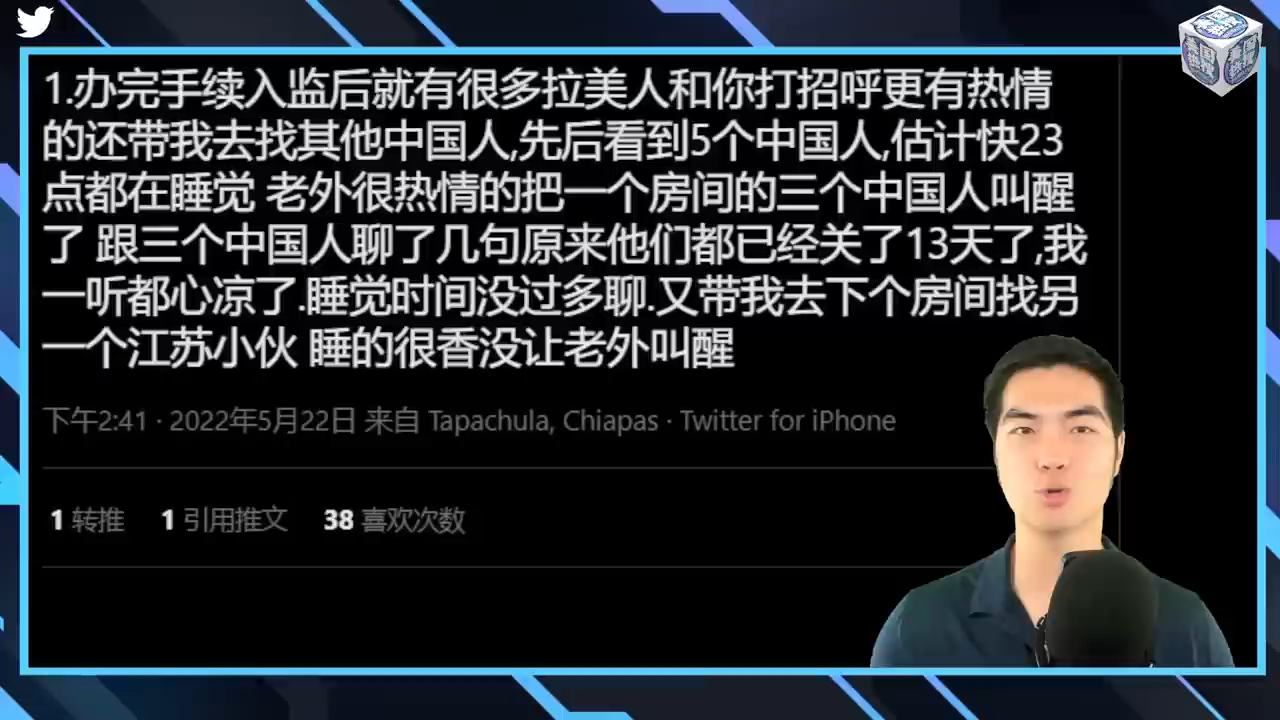 1.办完手续入监后就有很多拉美人和你打招呼更有热情
的还带我去找其他中国人,先后看到5个中国人,估计快23
点都在睡觉 老外很热情的把一个房间的三个中国人叫醒
了 跟三个中国人聊了几句原来他们都已经关了13天了,我
一听都心凉了.睡觉时间没过多聊.又带我去下个房间找另
一个江苏小伙 睡的很香没让老外叫醒
下午2:41 · 2022年5月22日 来自 Tapachula, Chiapas · Twitter for iPhone
1 转推 1 引用推文 38 喜欢次数